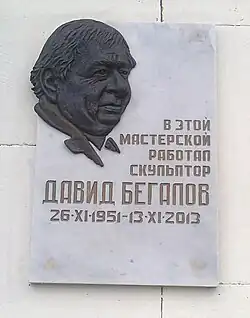 В ЭТОЙ
МАСТЕРСКОЙ
РАБОТАЛ
СКУЛЬПТОР
ДАВИД БЕГАЛОВ
26·XI·1951-13·XI·2013